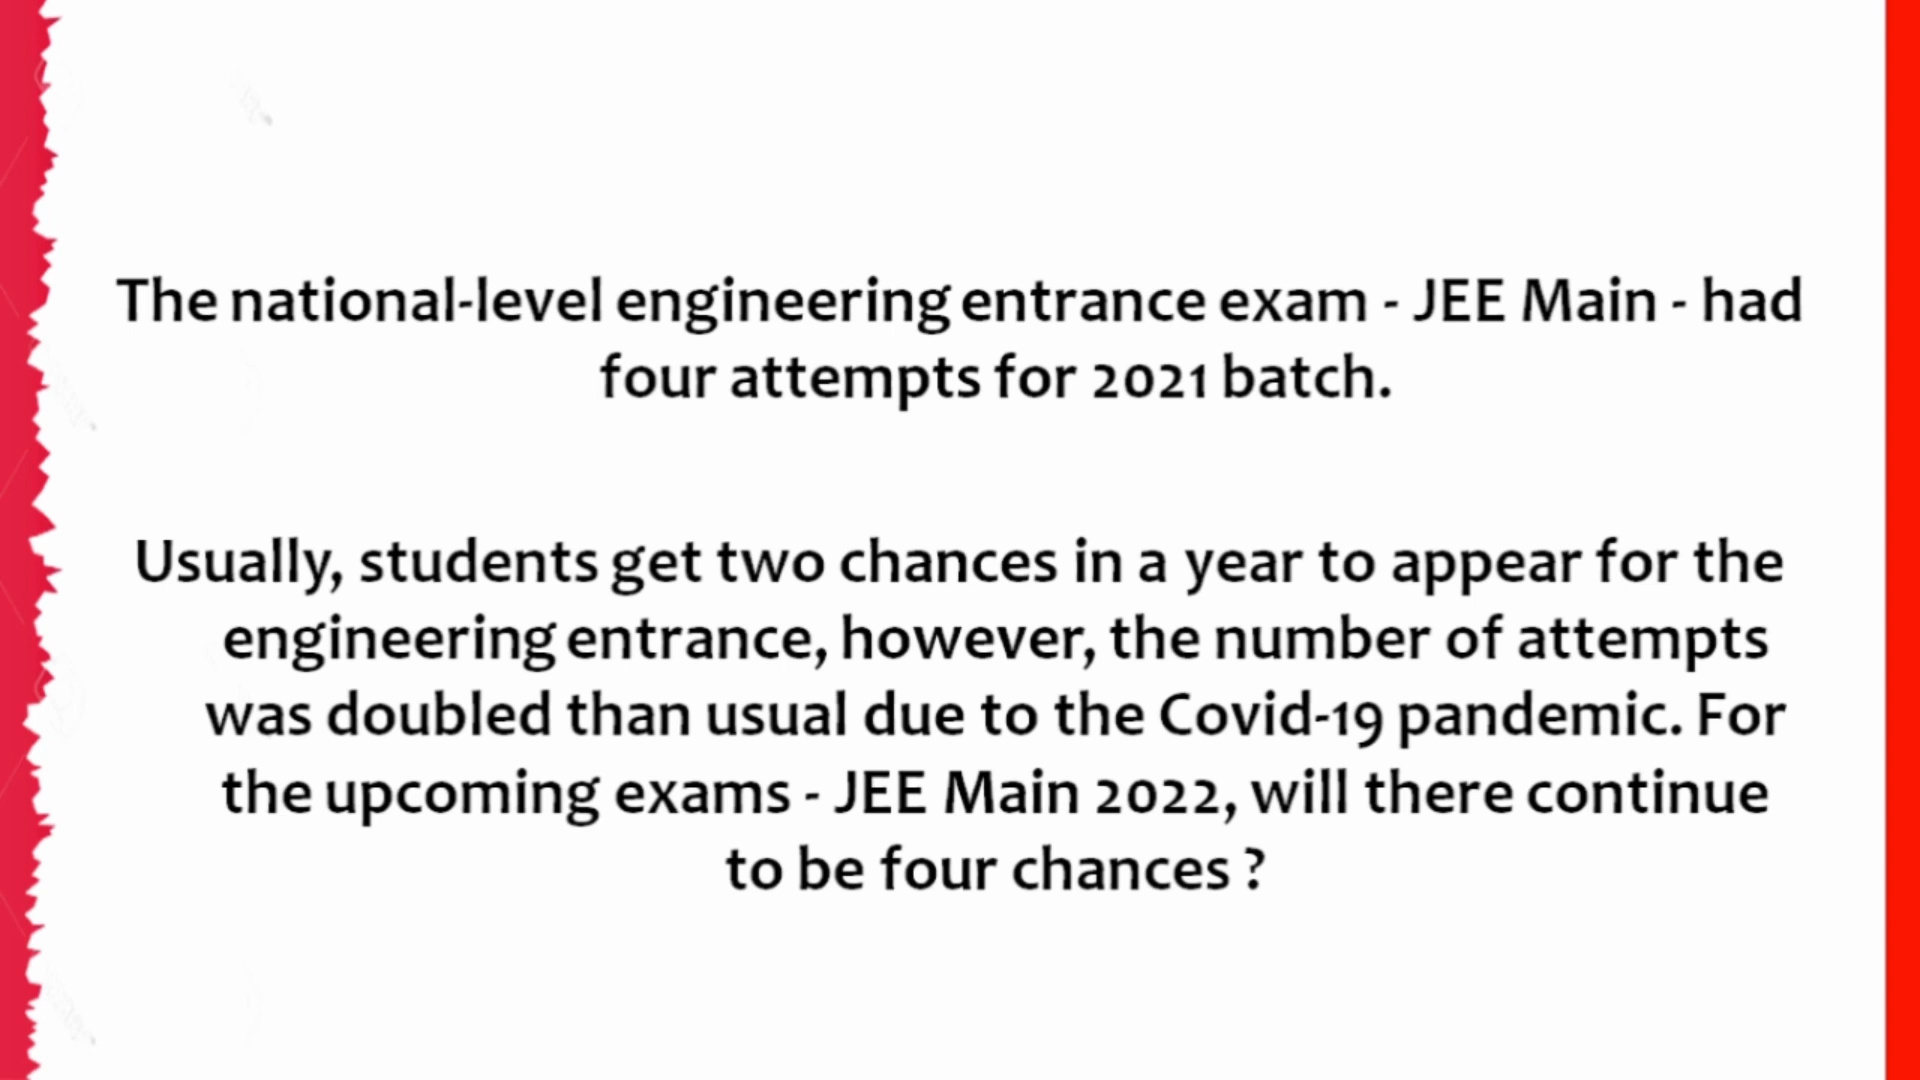 The national-level engineering entrance exam - JEE Main - had
four attempts for 2021 batch.
Usually, students get two chances in a year to appear for the
engineering entrance, however, the number of attempts
was doubled than usual due to the Covid-19 pandemic. For
the upcoming exams - JEE Main 2022, will there continue
to be four chances ?